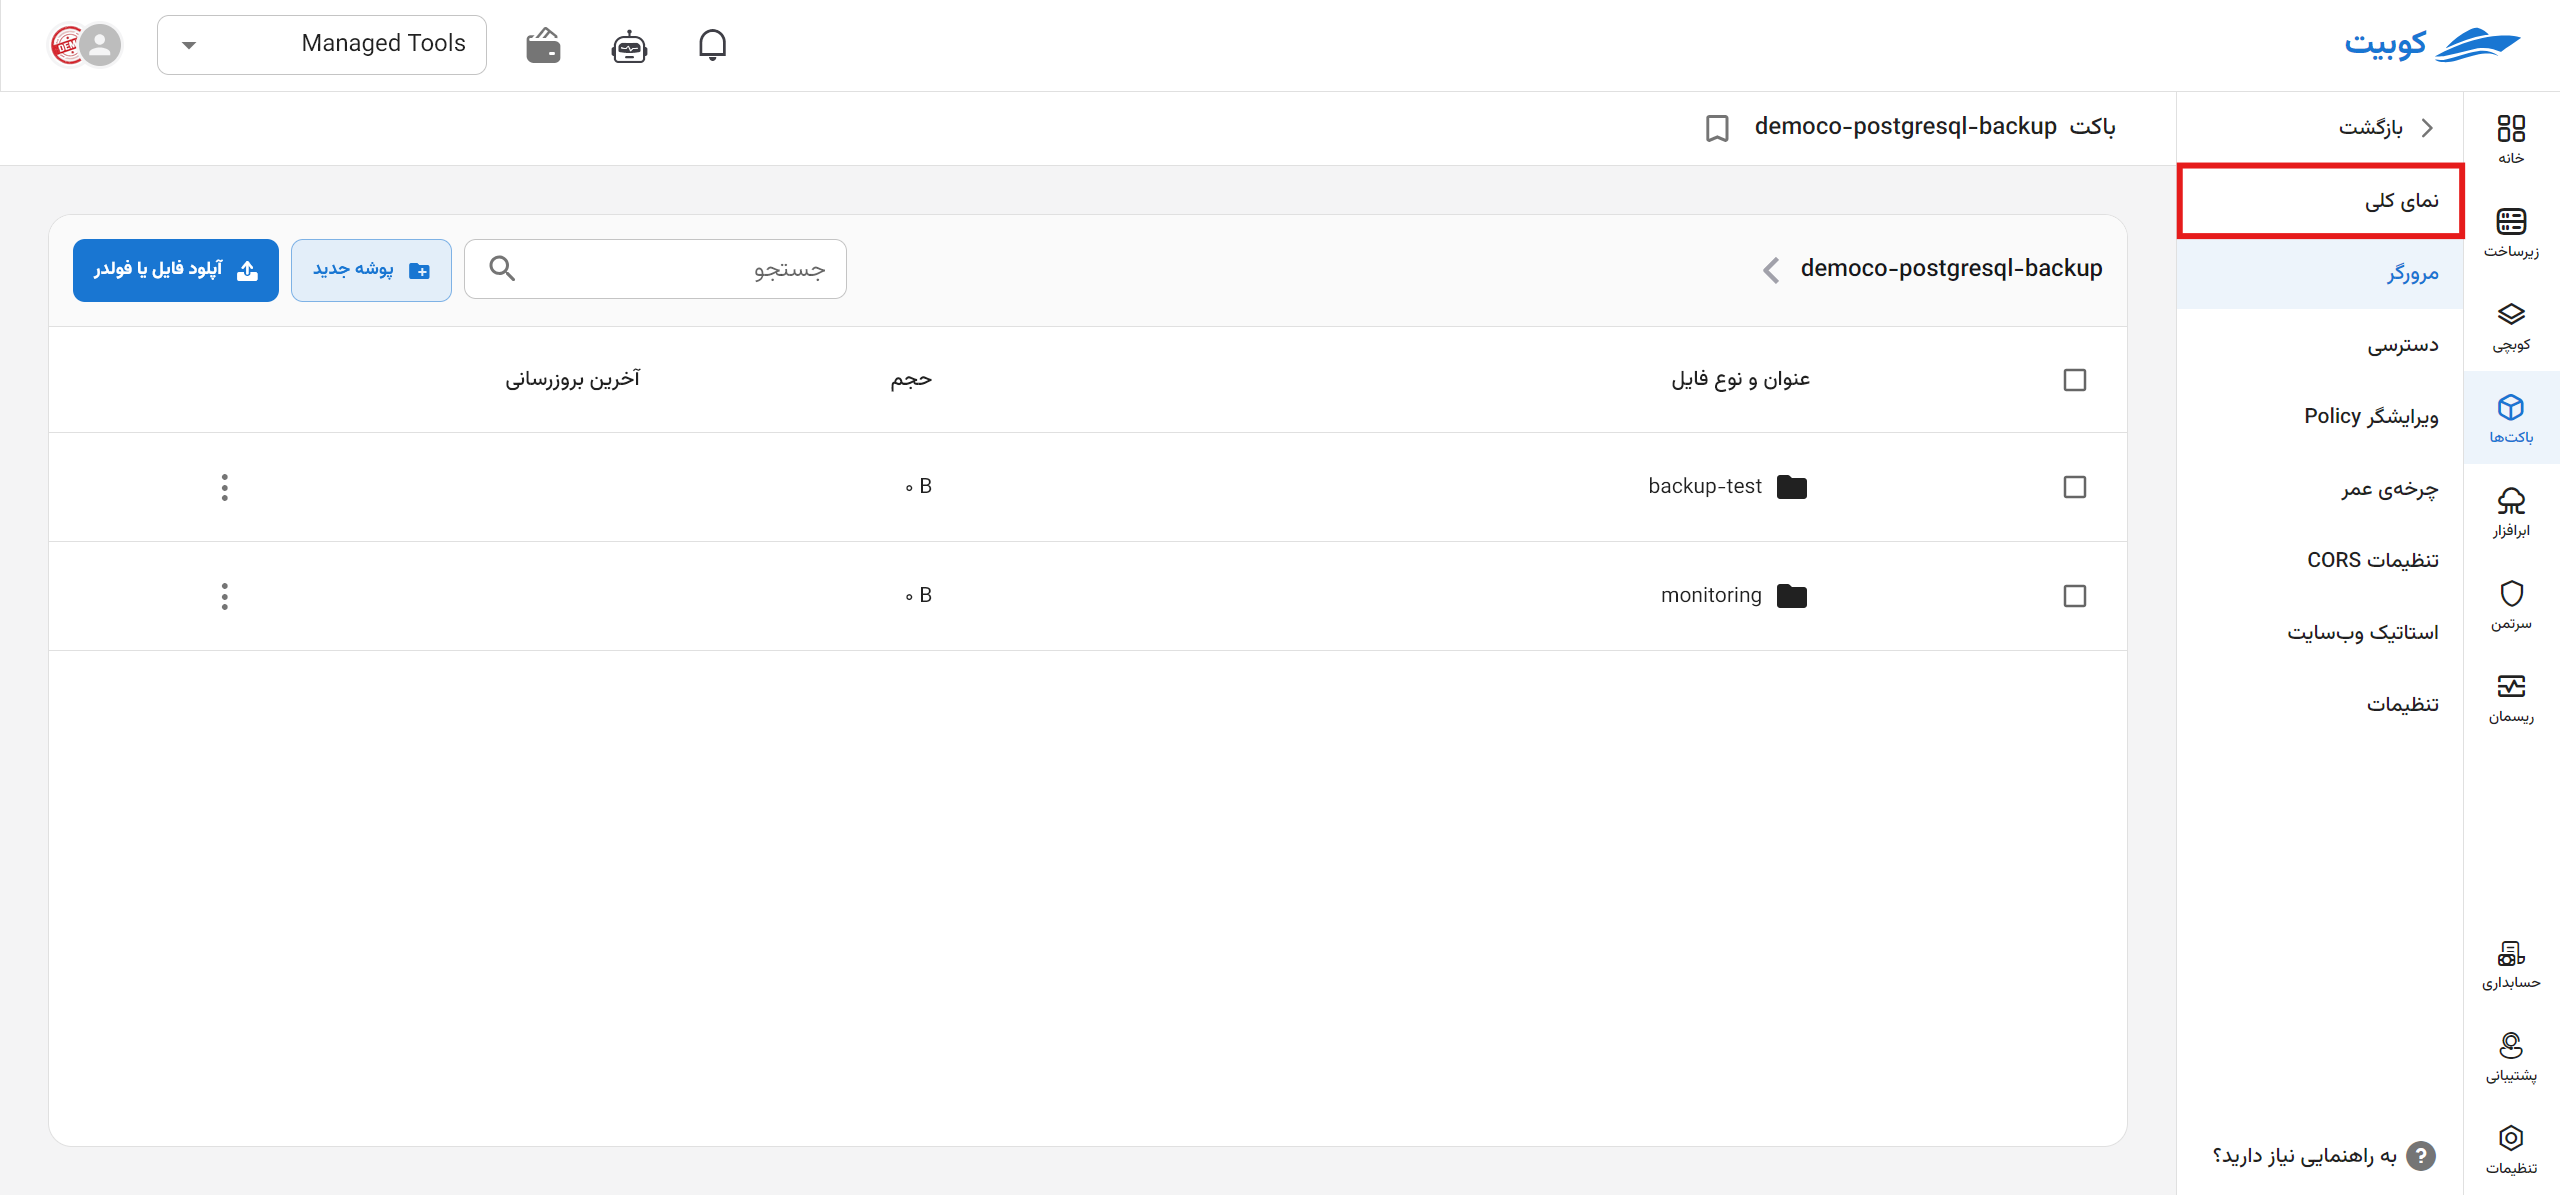 کوبیت
Managed Tools
DEM
خانه
زیرساخت
کوبچی
باکت‌ها
ابرافزار
سرتمن
ریسمان
حسابداری
پشتیبانی
تنظیمات
بازگشت
نمای کلی
مرورگر
دسترسی
ویرایشگر Policy
چرخه‌ی عمر
تنظیمات CORS
استاتیک وب‌سایت
تنظیمات
به راهنمایی نیاز دارید؟
باکت democo-postgresql-backup
democo-postgresql-backup
جستجو
پوشه جدید
آپلود فایل یا فولدر
عنوان و نوع فایل حجم آخرین بروزرسانی
backup-test ۰ B
monitoring ۰ B